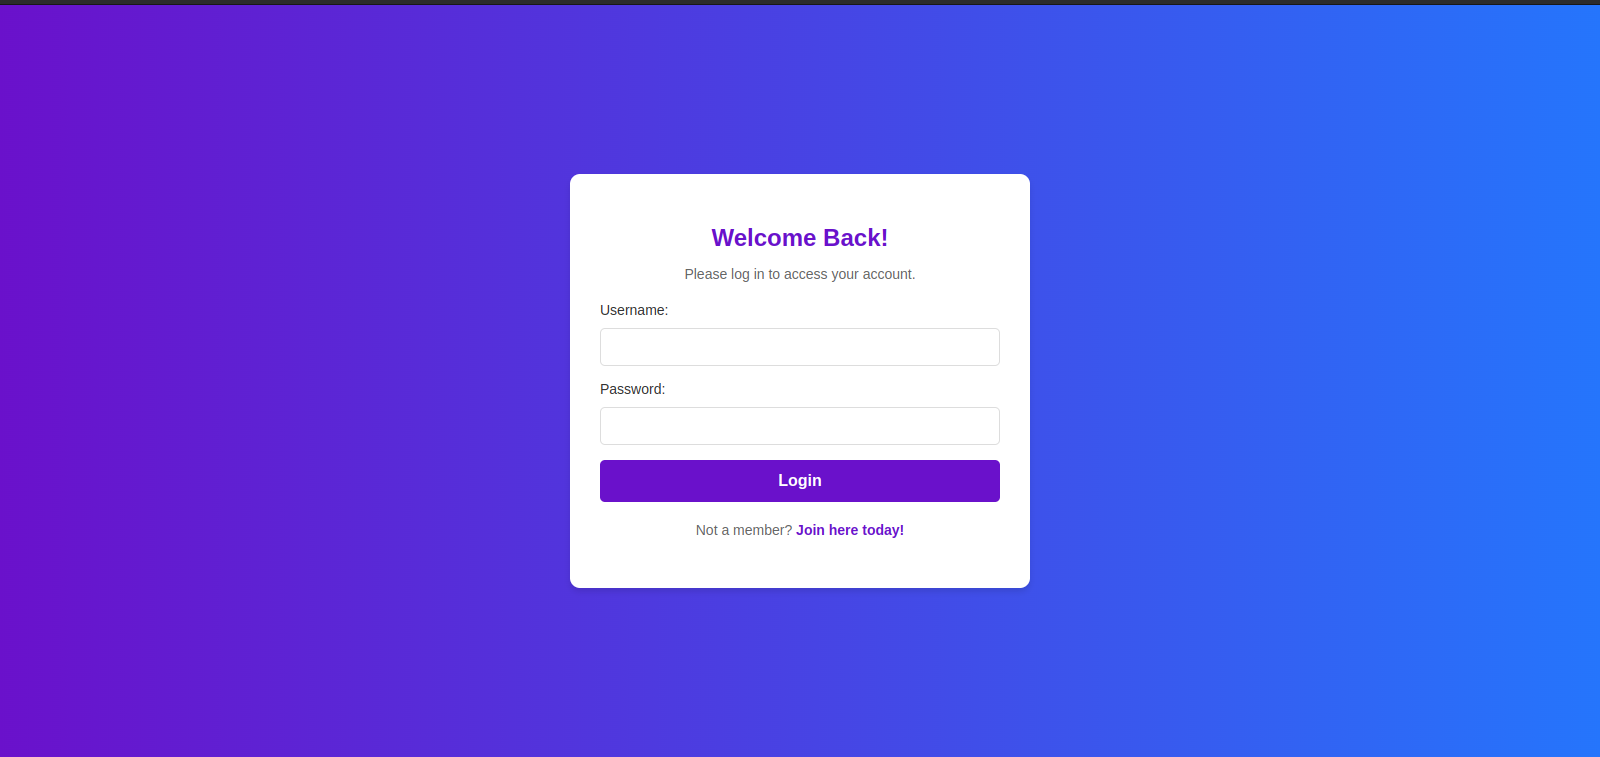 Welcome Back!
Please log in to access your account.
Username:
Password:
Login
Not a member? Join here today!